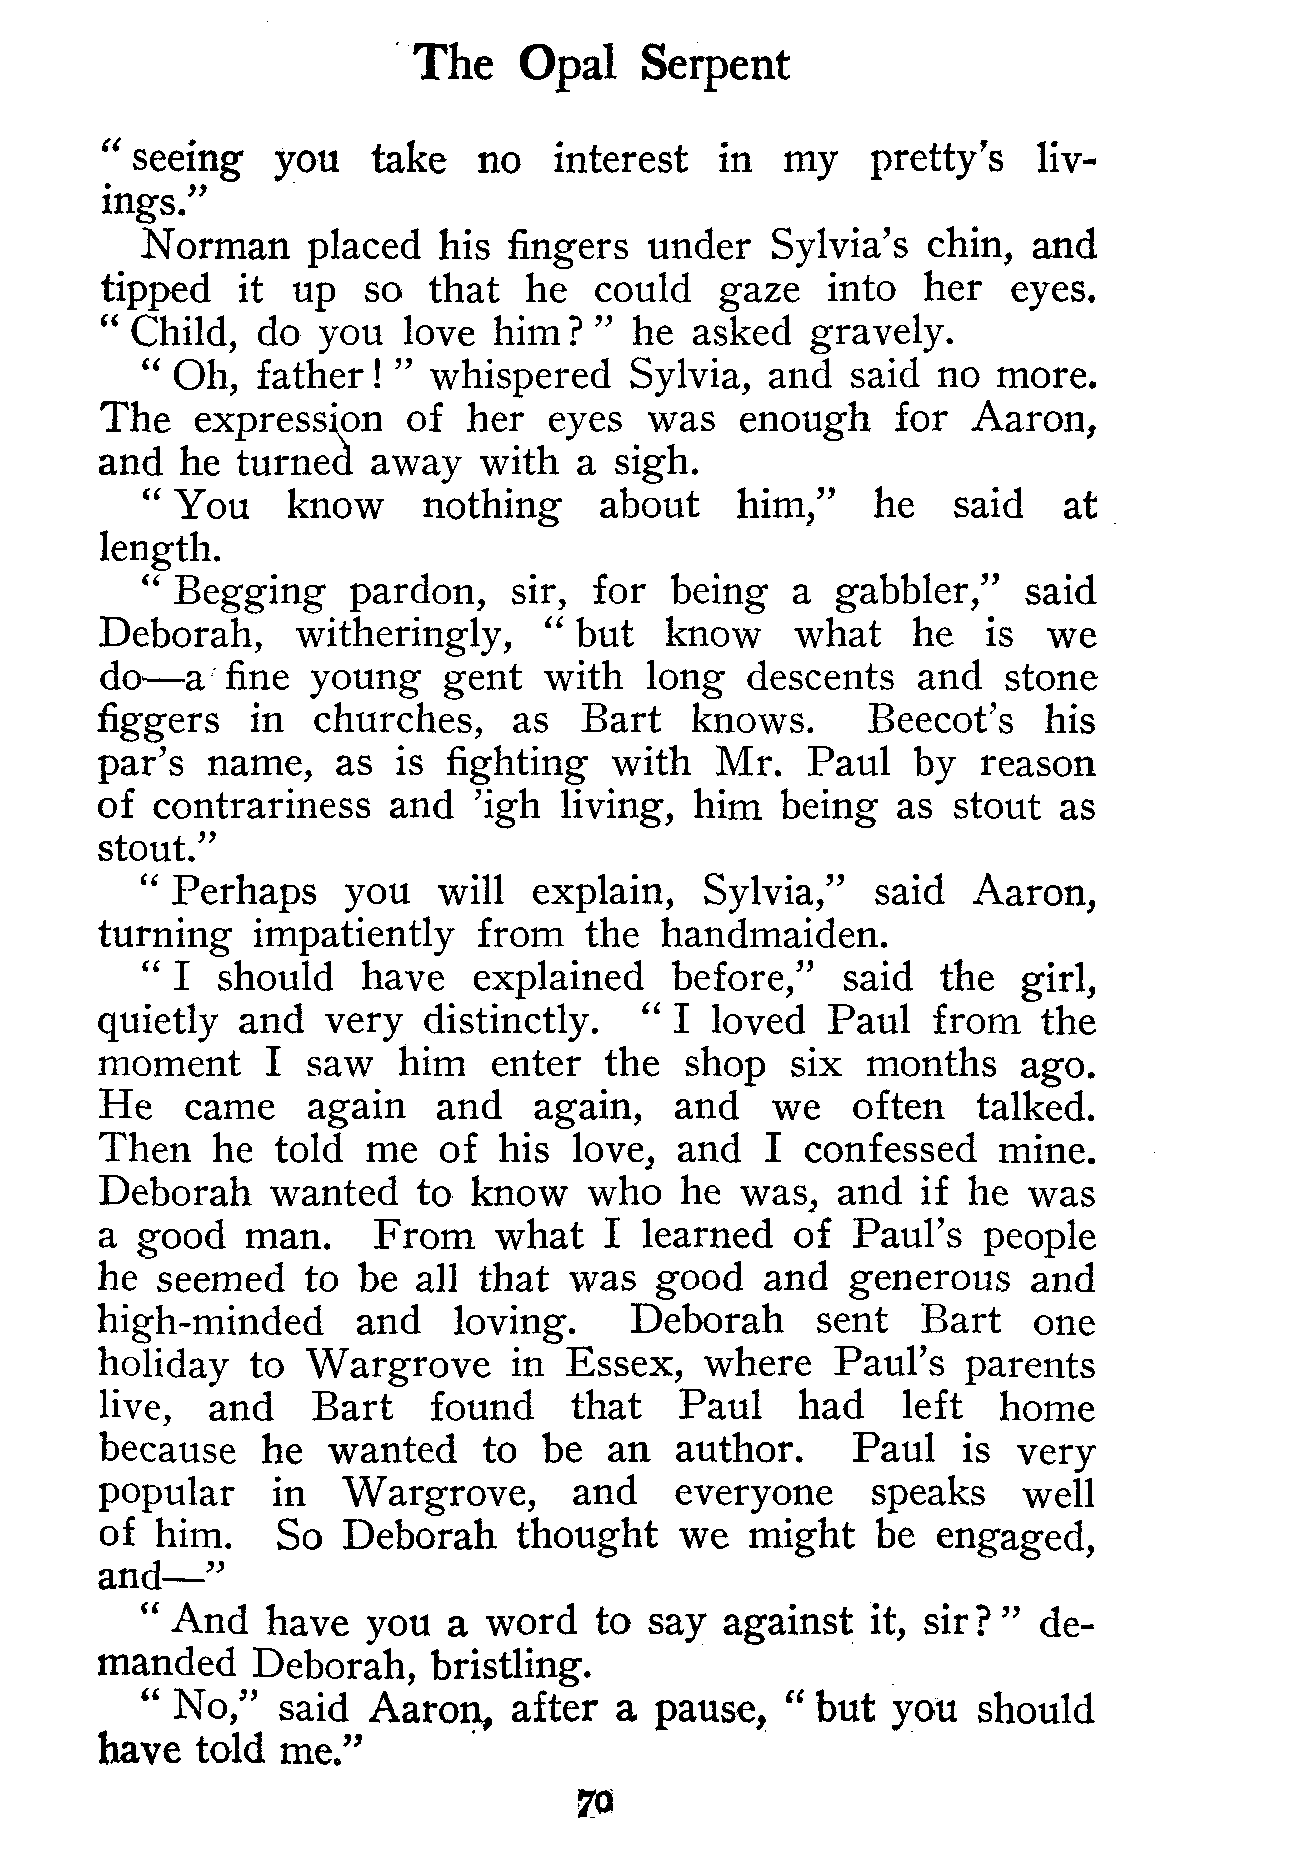 The Opal Serpent
" seeing you take no interest in my pretty's liv-
ings."
Norman placed his fingers under Sylvia's chin, and
tipped it up so that he could gaze into her eyes.
" Child, do you love him? " he asked gravely.
" Oh, father! " whispered Sylvia, and said no more.
The expression of her eyes was enough for Aaron,
and he turned away with a sigh.
" You know nothing about him," he said at
length.
" Begging pardon, sir, for being a gabbler," said
Deborah, witheringly, " but know what he is we
do—a fine young gent with long descents and stone
figgers in churches, as Bart knows. Beecot's his
par's name, as is fighting with Mr. Paul by reason
of contrariness and 'igh living, him being as stout as
stout."
" Perhaps you will explain, Sylvia," said Aaron,
turning impatiently from the handmaiden.
" I should have explained before," said the girl,
quietly and very distinctly. " I loved Paul from the
moment I saw him enter the shop six months ago.
He came again and again, and we often talked.
Then he told me of his love, and I confessed mine.
Deborah wanted to know who he was, and if he was
a good man. From what I learned of Paul's people
he seemed to be all that was good and generous and
high-minded and loving. Deborah sent Bart one
holiday to Wargrove in Essex, where Paul's parents
live, and Bart found that Paul had left home
because he wanted to be an author. Paul is very
popular in Wargrove, and everyone speaks well
of him. So Deborah thought we might be engaged,
and—"
" And have you a word to say against it, sir? " de-
manded Deborah, bristling.
" No," said Aaron, after a pause, " but you should
have told me."
70